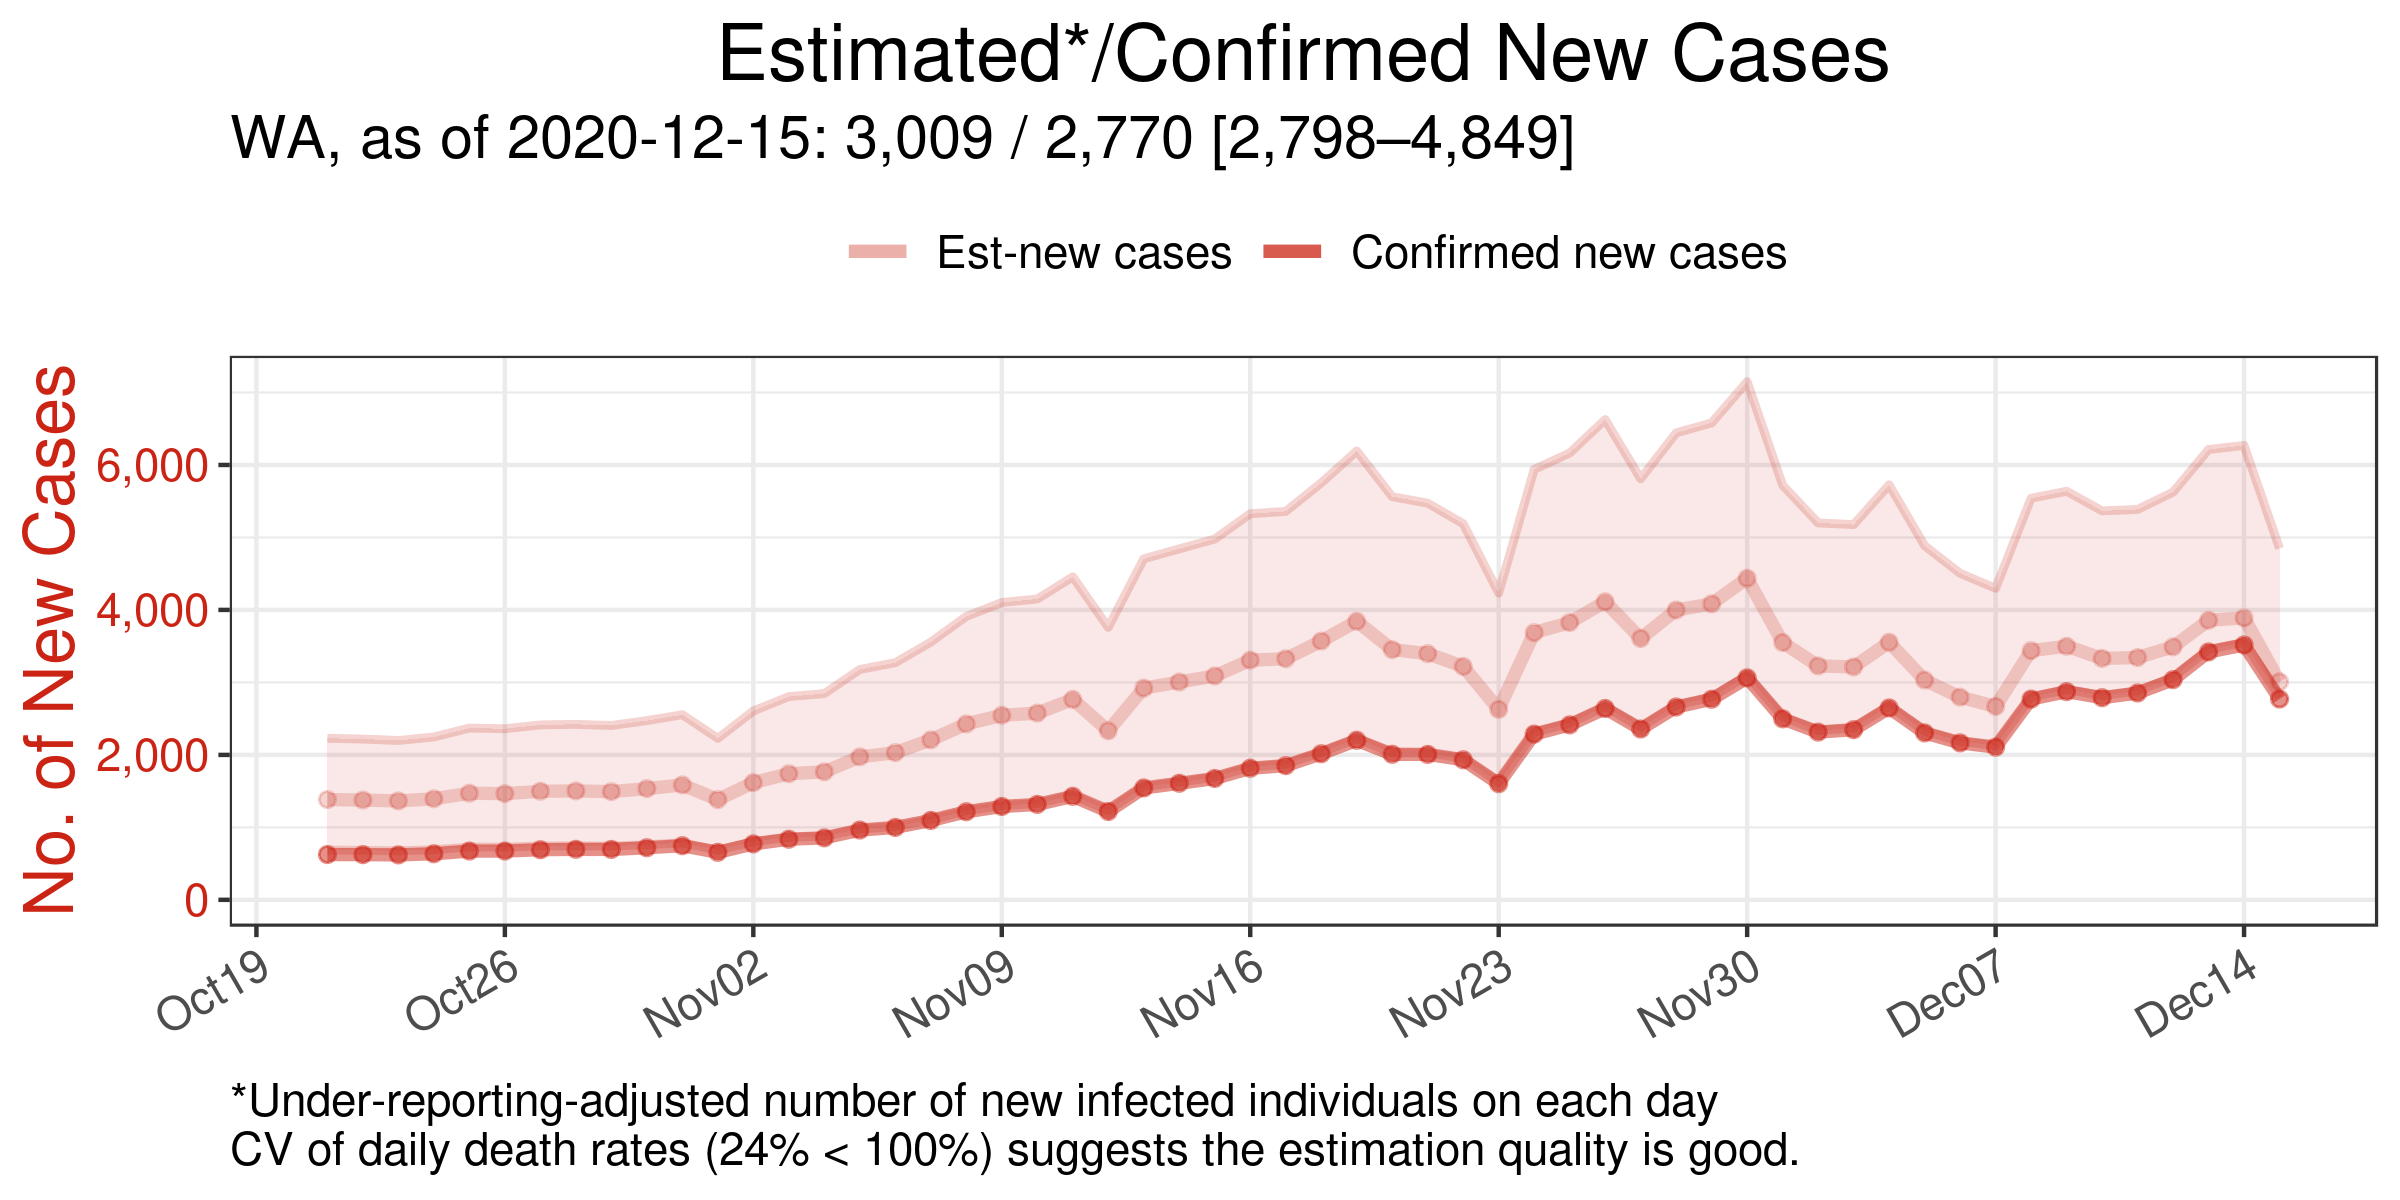 Estimated*/Confirmed New Cases
WA, as of 2020-12-15: 3,009 / 2,770 [2,798–4,849]
Est-new cases Confirmed new cases
No. of New Cases
6,000
4,000
2,000
0
Oct19 Oct26 Nov02 Nov09 Nov16 Nov23 Nov30 Dec07 Dec14
*Under-reporting-adjusted number of new infected individuals on each day
CV of daily death rates (24% < 100%) suggests the estimation quality is good.